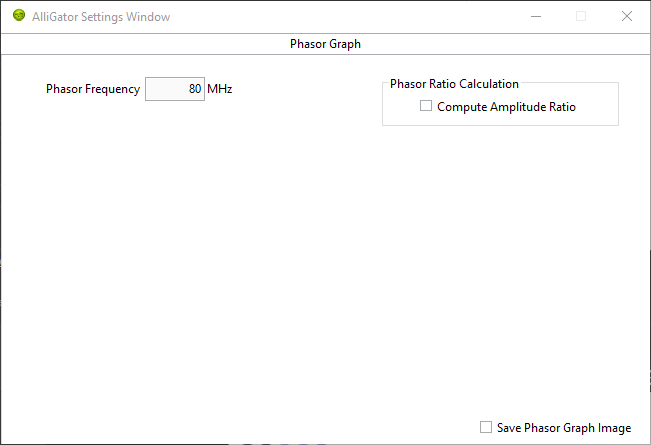 AlliGator Settings Window
Phasor Graph
Phasor Frequency 80 MHz
Phasor Ratio Calculation
Compute Amplitude Ratio
Save Phasor Graph Image